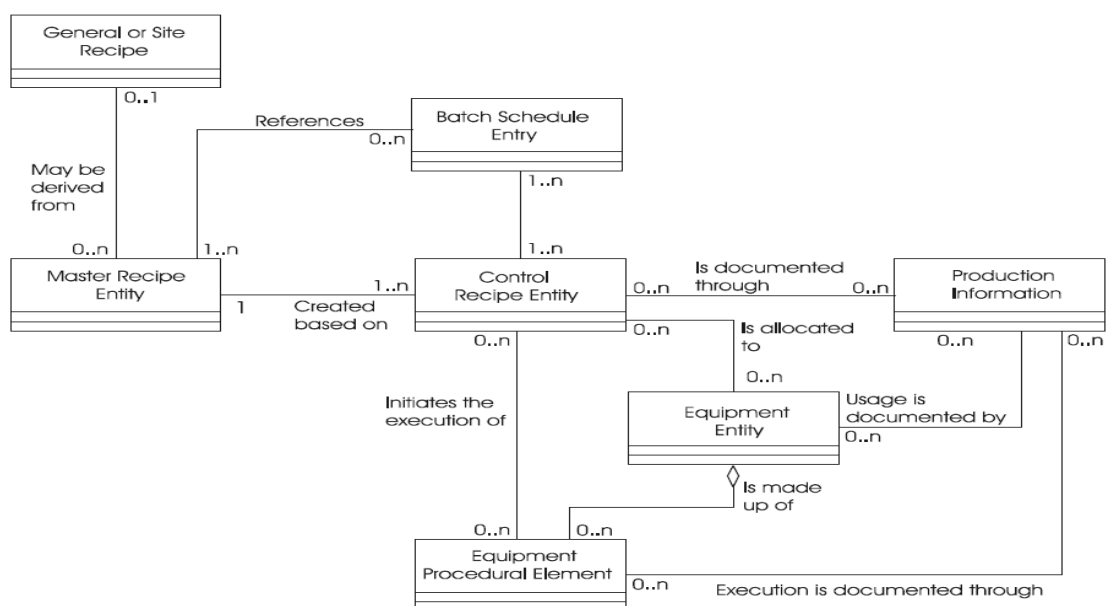 General or Site
Recipe
0..1
References
Batch Schedule
Entry
0..n
May be
derived
from
1..n
0..n
1..n
1..n
Master Recipe
Entity
1
Created
based on
1..n
Control
Recipe Entity
0..n
Is documented
through
0..n
Production
Information
0..n
0..n
Is allocated
to
0..n
0..n
0..n
Initiates the
execution of
Equipment
Entity
Usage is
documented by
0..n
Is made
up of
0..n
0..n
Equipment
Procedural Element
0..n
Execution is documented through